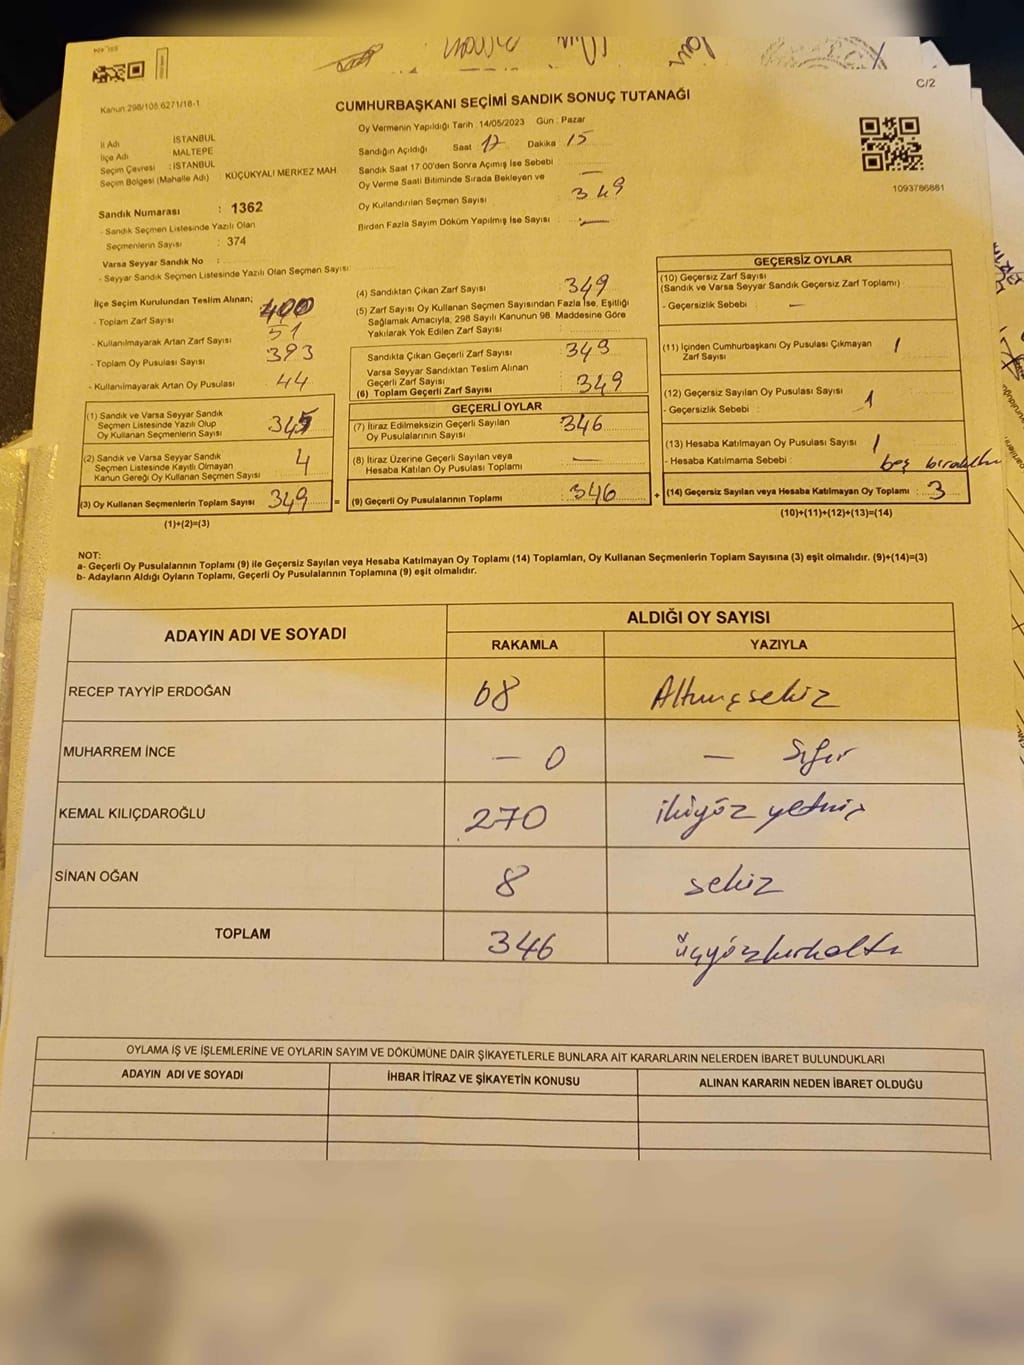 C/2
Kanun:298/105.6271/18-1
CUMHURBAŞKANI SEÇİMİ SANDIK SONUÇ TUTANAĞI
1093766661
İl Adı İSTANBUL
İlçe Adı MALTEPE
Seçim Çevresi : İSTANBUL
Seçim Bölgesi (Mahalle Adı) : KÜÇÜKYALI MERKEZ MAH
Sandık Numarası : 1362
- Sandık Seçmen Listesinde Yazılı Olan
Seçmenlerin Sayısı : 374
Varsa Seyyar Sandık No :
- Seyyar Sandık Seçmen Listesinde Yazılı Olan Seçmen Sayısı
Oy Vermenin Yapıldığı Tarih : 14/05/2023 Gün : Pazar
Sandığın Açıldığı Saat 17 Dakika 15
Sandık Saat 17:00'den Sonra Açımış İse Sebebi : —
Oy Verme Saati Bitiminde Sırada Bekleyen ve
Oy Kullandırılan Seçmen Sayısı : 349
Birden Fazla Sayım Döküm Yapılmış İse Sayısı : —
İlçe Seçim Kurulundan Teslim Alınan;
- Toplam Zarf Sayısı 400
- Kullanılmayarak Artan Zarf Sayısı 51
- Toplam Oy Pusulası Sayısı 393
- Kullanılmayarak Artan Oy Pusulası 44
(1) Sandık ve Varsa Seyyar Sandık
Seçmen Listesinde Yazılı Olup
Oy Kullanan Seçmenlerin Sayısı 345
(2) Sandık ve Varsa Seyyar Sandık
Seçmen Listesinde Kayıtlı Olmayan
Kanun Gereği Oy Kullanan Seçmen Sayısı 4
(3) Oy Kullanan Seçmenlerin Toplam Sayısı 349 =
(1)+(2)=(3)
(4) Sandıktan Çıkan Zarf Sayısı 349
(5) Zarf Sayısı Oy Kullanan Seçmen Sayısından Fazla İse, Eşitliği
Sağlamak Amacıyla, 298 Sayılı Kanunun 98. Maddesine Göre
Yakılarak Yok Edilen Zarf Sayısı :
Sandıkta Çıkan Geçerli Zarf Sayısı : 349
Varsa Seyyar Sandıktan Teslim Alınan
Geçerli Zarf Sayısı
(6) Toplam Geçerli Zarf Sayısı : 349
GEÇERLİ OYLAR
(7) İtiraz Edilmeksizin Geçerli Sayılan
Oy Pusulalarının Sayısı : 346
(8) İtiraz Üzerine Geçerli Sayılan veya
Hesaba Katılan Oy Pusulası Toplamı : —
(9) Geçerli Oy Pusulalarının Toplamı : 346 +
GEÇERSİZ OYLAR
(10) Geçersiz Zarf Sayısı
(Sandık ve Varsa Seyyar Sandık Geçersiz Zarf Toplamı)
- Geçersizlik Sebebi : —
(11) İçinden Cumhurbaşkanı Oy Pusulası Çıkmayan
Zarf Sayısı 1
(12) Geçersiz Sayılan Oy Pusulası Sayısı
- Geçersizlik Sebebi : 1
(13) Hesaba Katılmayan Oy Pusulası Sayısı 1
- Hesaba Katılmama Sebebi : boş
(14) Geçersiz Sayılan veya Hesaba Katılmayan Oy Toplamı : 3
(10)+(11)+(12)+(13)=(14)
NOT:
a- Geçerli Oy Pusulalarının Toplamı (9) ile Geçersiz Sayılan veya Hesaba Katılmayan Oy Toplamı (14) Toplamları, Oy Kullanan Seçmenlerin Toplam Sayısına (3) eşit olmalıdır. (9)+(14)=(3)
b- Adayların Aldığı Oyların Toplamı, Geçerli Oy Pusulalarının Toplamına (9) eşit olmalıdır.
ADAYIN ADI VE SOYADI ALDIĞI OY SAYISI
RAKAMLA YAZIYLA
RECEP TAYYİP ERDOĞAN 68 Altmışsekiz
MUHARREM İNCE — 0 — Sıfır
KEMAL KILIÇDAROĞLU 270 ikiyüz yetmiş
SİNAN OĞAN 8 sekiz
TOPLAM 346 üçyüzkırkaltı
OYLAMA İŞ VE İŞLEMLERİNE VE OYLARIN SAYIM VE DÖKÜMÜNE DAİR ŞİKAYETLERLE BUNLARA AİT KARARLARIN NELERDEN İBARET BULUNDUKLARI
ADAYIN ADI VE SOYADI İHBAR İTİRAZ VE ŞİKAYETİN KONUSU ALINAN KARARIN NEDEN İBARET OLDUĞU